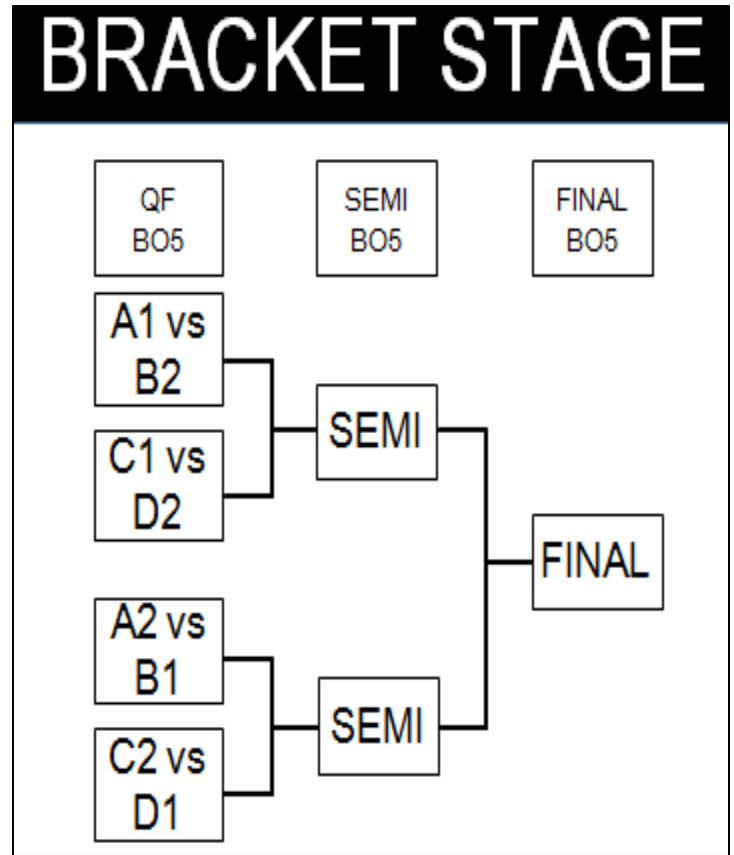 BRACKET STAGE
QF
BO5
SEMI
BO5
FINAL
BO5
A1 vs
B2
C1 vs
D2
SEMI
FINAL
A2 vs
B1
C2 vs
D1
SEMI